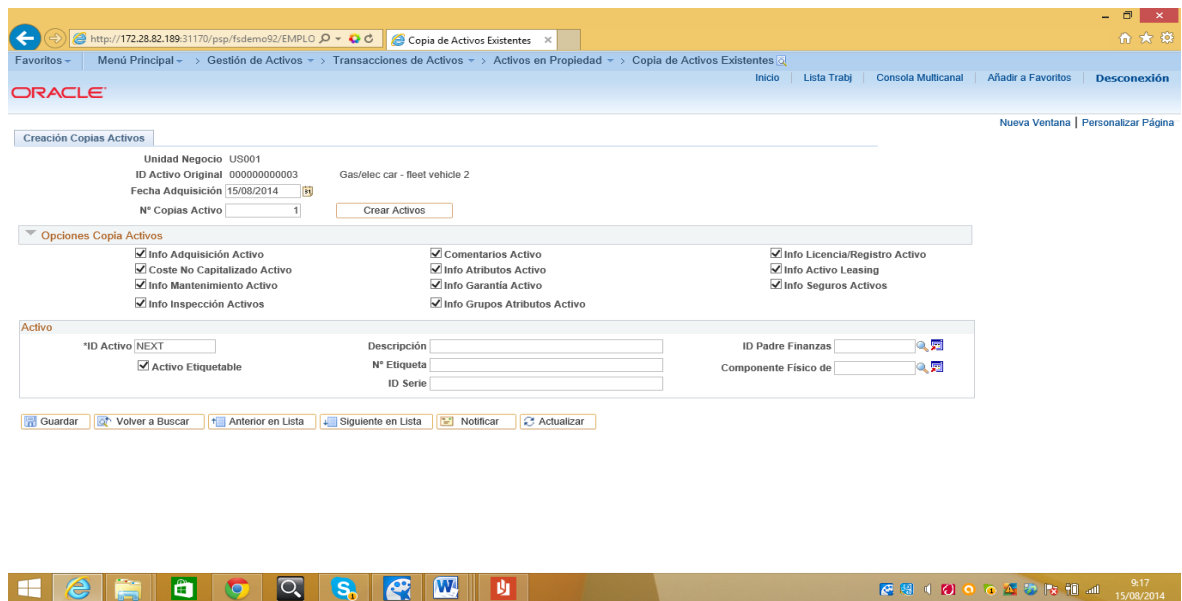 http://172.28.82.189:31170/psp/fsdemo92/EMPLO
Copia de Activos Existentes
Favoritos
Menú Principal > Gestión de Activos > Transacciones de Activos > Activos en Propiedad > Copia de Activos Existentes
Inicio Lista Trabj Consola Multicanal Añadir a Favoritos Desconexión
ORACLE
Nueva Ventana | Personalizar Página
Creación Copias Activos
Unidad Negocio US001
ID Activo Original 000000000003 Gas/elec car - fleet vehicle 2
Fecha Adquisición 15/08/2014
Nº Copias Activo 1 Crear Activos
Opciones Copia Activos
Info Adquisición Activo Comentarios Activo Info Licencia/Registro Activo
Coste No Capitalizado Activo Info Atributos Activo Info Activo Leasing
Info Mantenimiento Activo Info Garantía Activo Info Seguros Activos
Info Inspección Activos Info Grupos Atributos Activo
Activo
*ID Activo NEXT Descripción ID Padre Finanzas
Activo Etiquetable Nº Etiqueta Componente Físico de
ID Serie
Guardar Volver a Buscar Anterior en Lista Siguiente en Lista Notificar Actualizar
9:17
15/08/2014